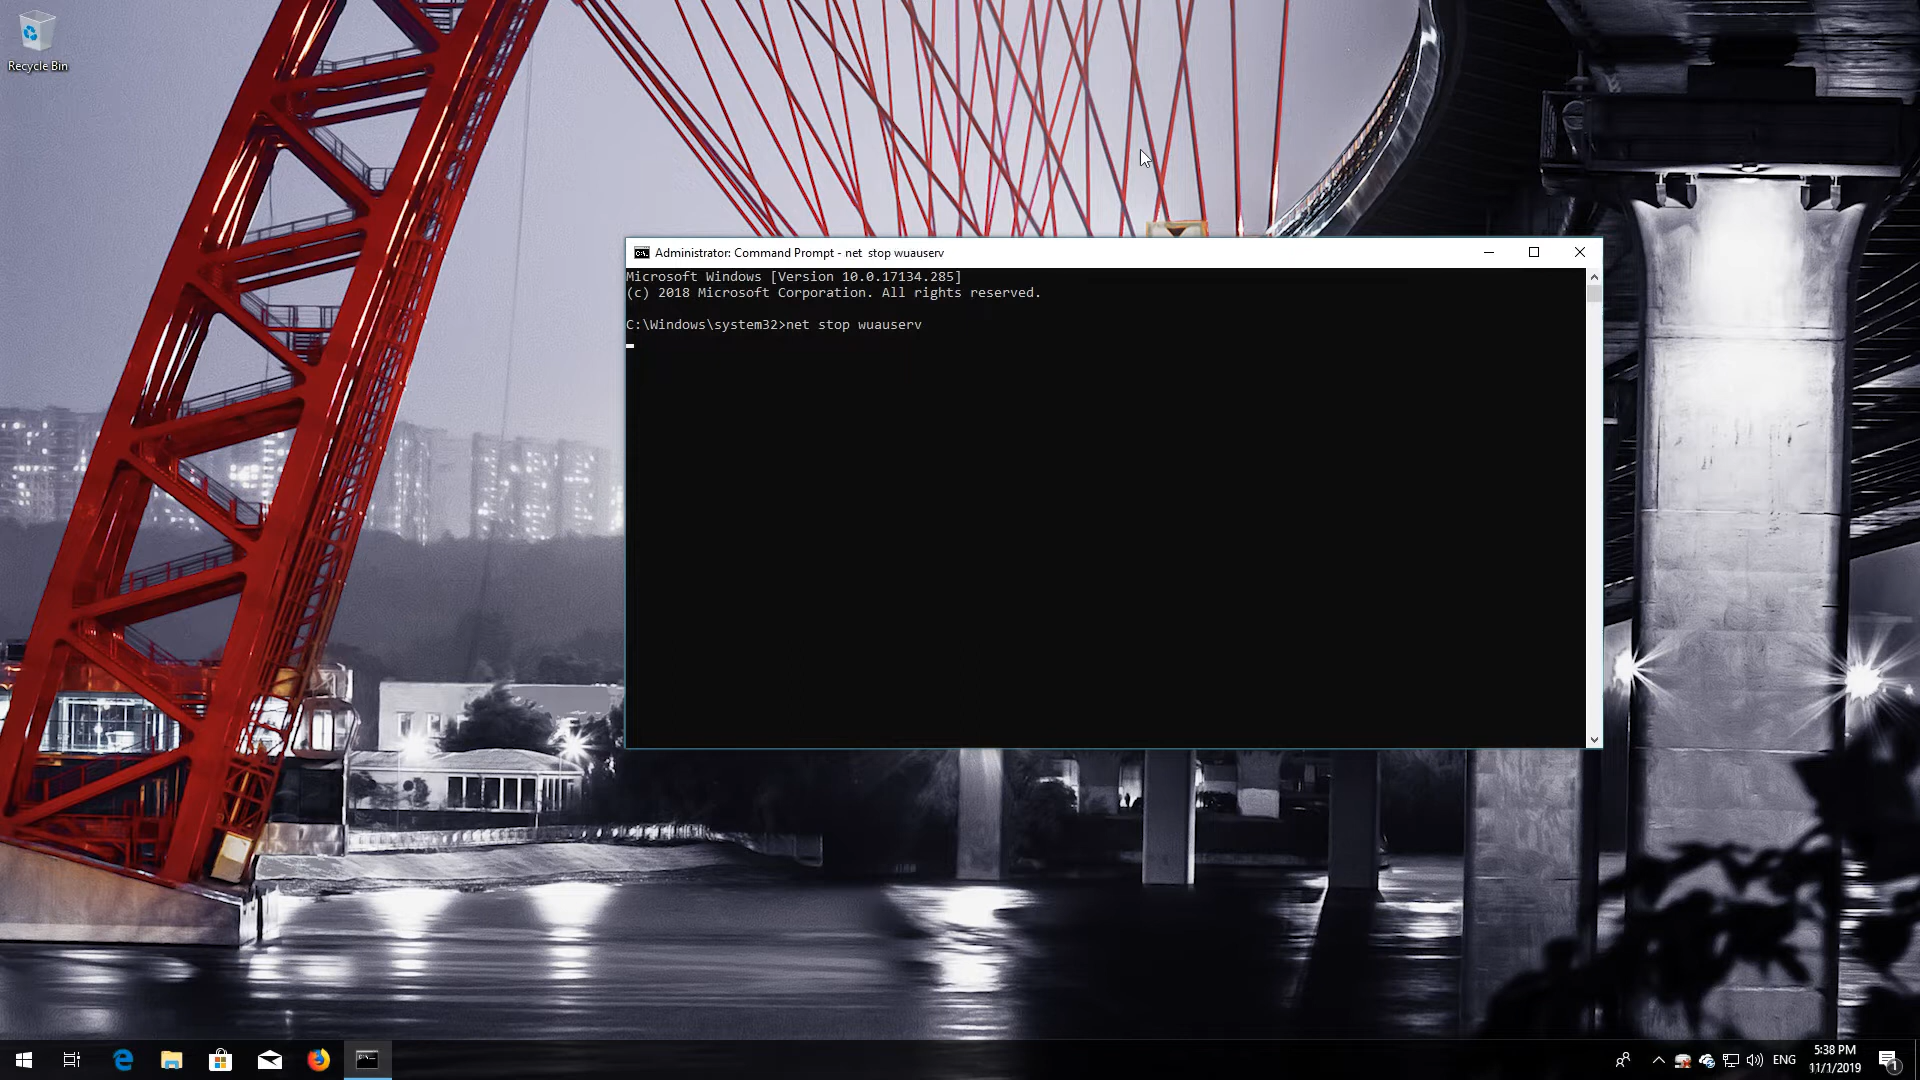 Recycle Bin
Administrator: Command Prompt - net  stop wuauserv
Microsoft Windows [Version 10.0.17134.285]
(c) 2018 Microsoft Corporation. All rights reserved.
C:\Windows\system32>net stop wuauserv
ENG
5:38 PM
11/1/2019
1